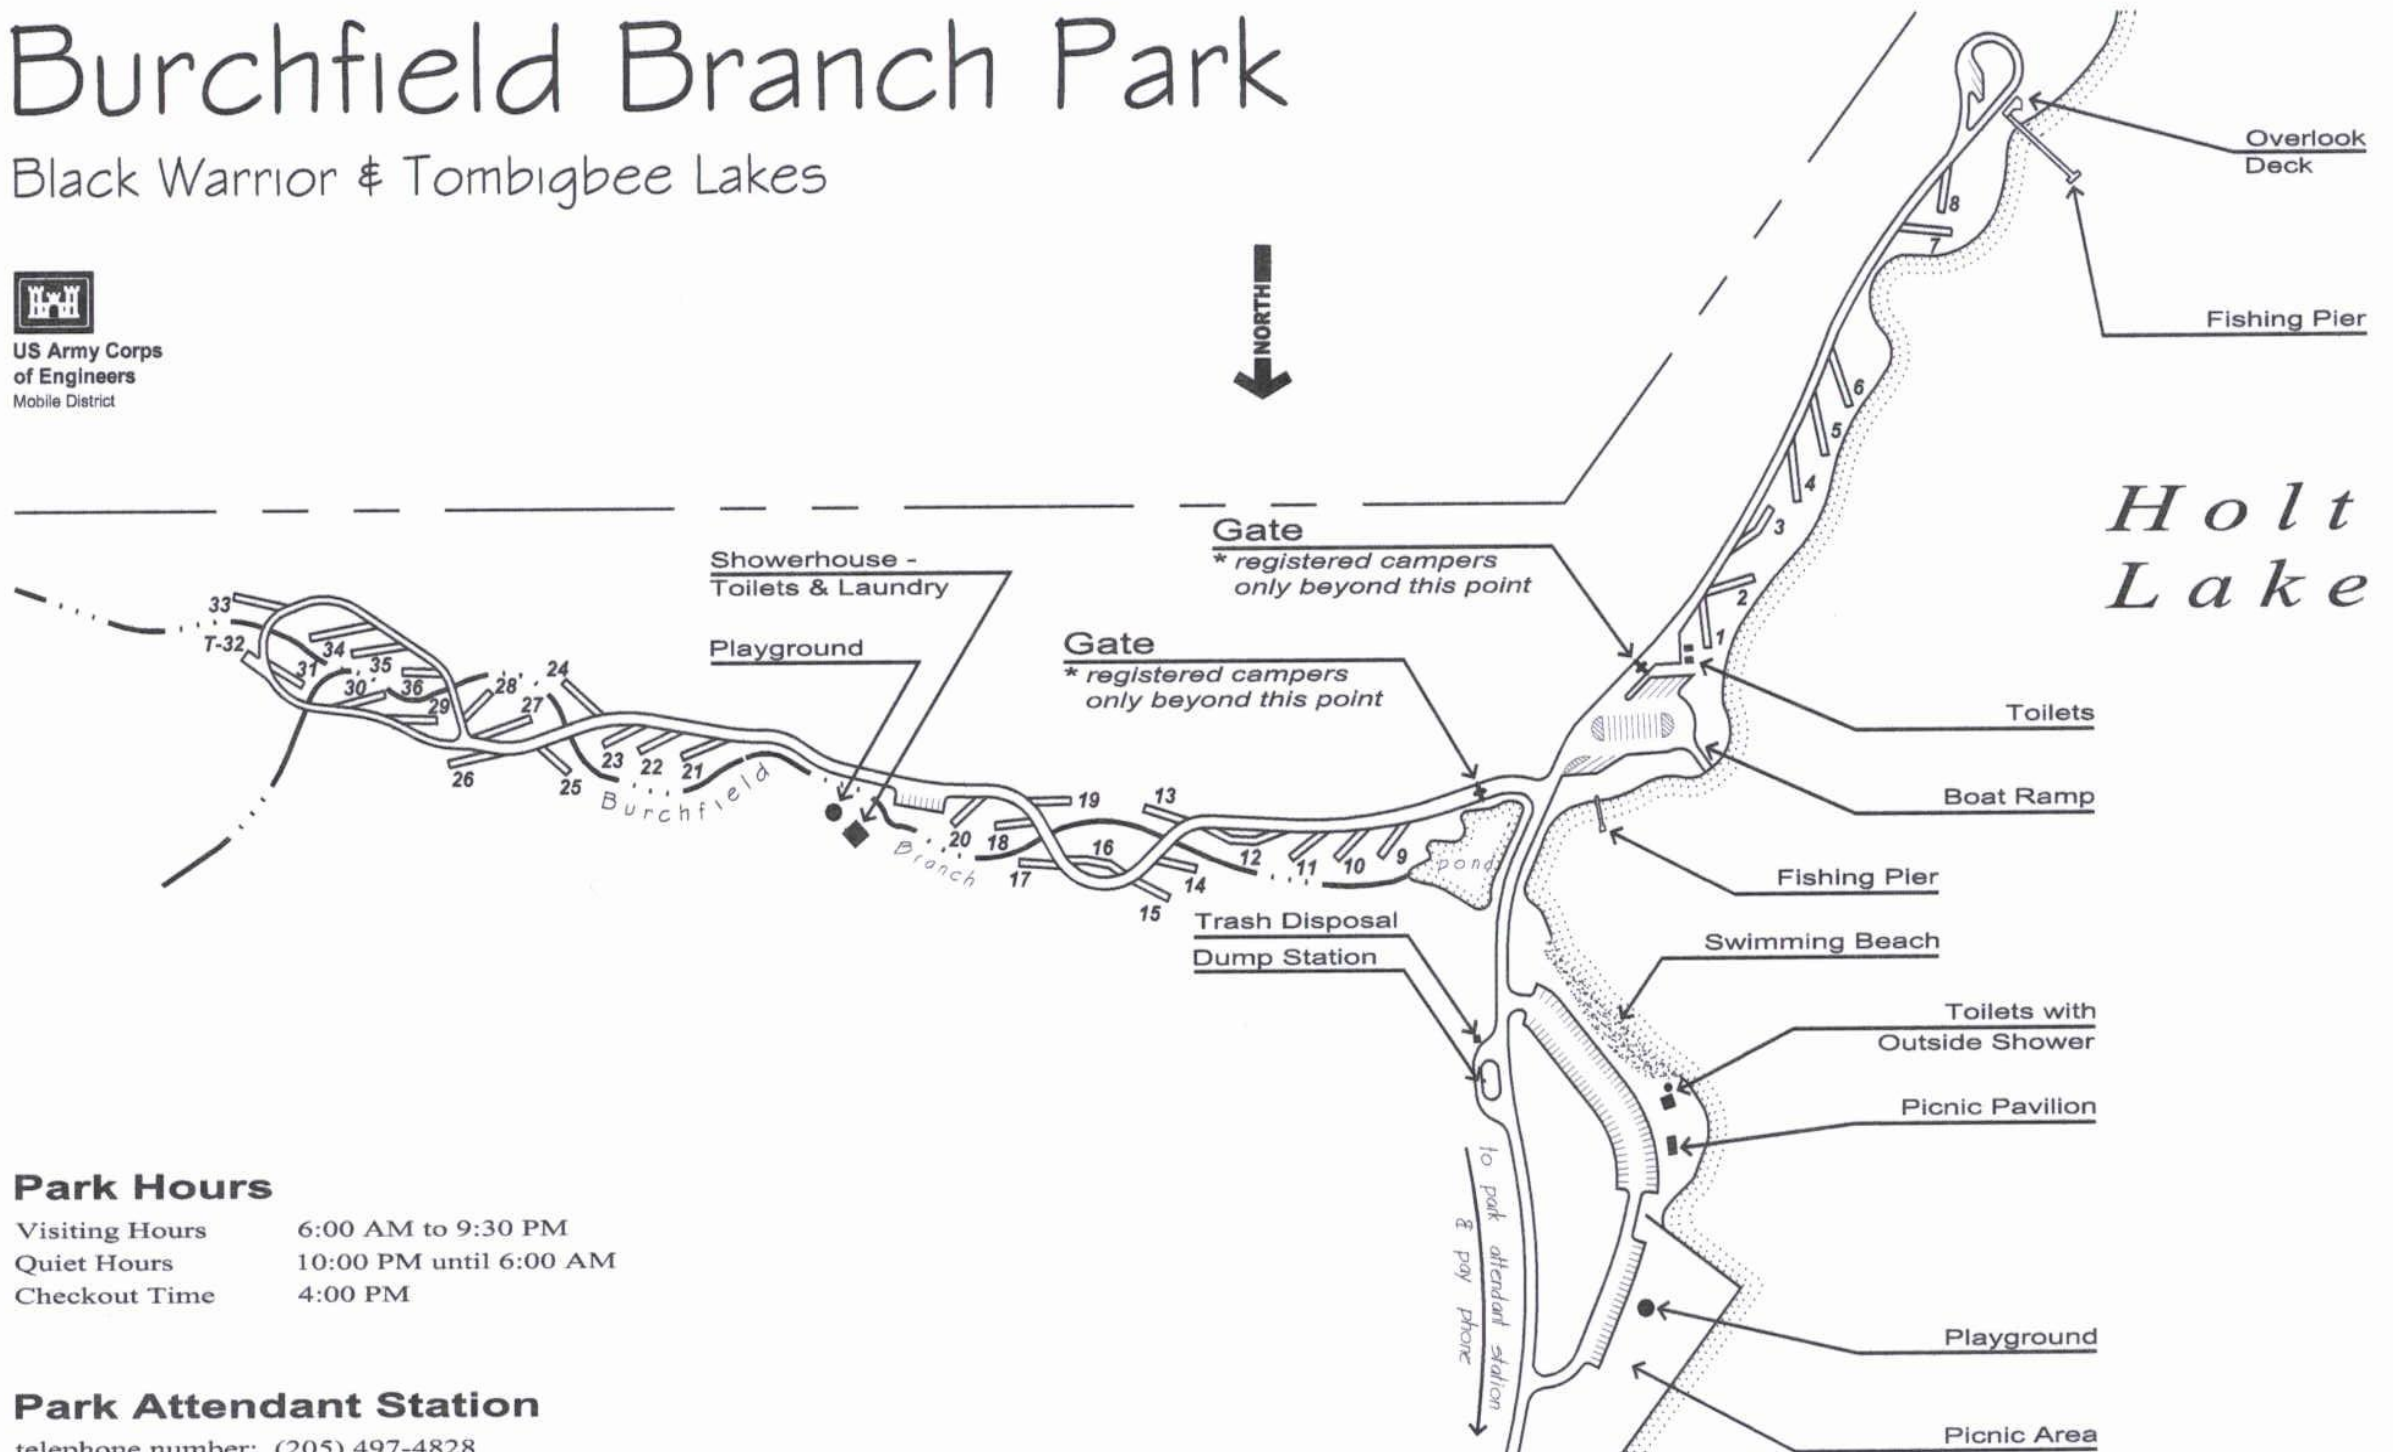 Burchfield Branch Park
Black Warrior & Tombigbee Lakes
US Army Corps
of Engineers
Mobile District
NORTH
Overlook
Deck
Fishing Pier
8
7
6
5
4
3
2
1
Holt
Lake
Gate
* registered campers
only beyond this point
Showerhouse -
Toilets & Laundry
Playground
Gate
* registered campers
only beyond this point
Toilets
Boat Ramp
Fishing Pier
33
T-32
34
31
35
30
36
29
28
24
27
26
25
23
22
21
Burchfield
Branch
20
19
18
17
16
15
14
13
12
11
10
9
pond
Trash Disposal
Dump Station
Swimming Beach
Toilets with
Outside Shower
Picnic Pavilion
to park attendant station
& pay phone
Playground
Picnic Area
Park Hours
Visiting Hours 6:00 AM to 9:30 PM
Quiet Hours 10:00 PM until 6:00 AM
Checkout Time 4:00 PM
Park Attendant Station
telephone number: (205) 497-4828